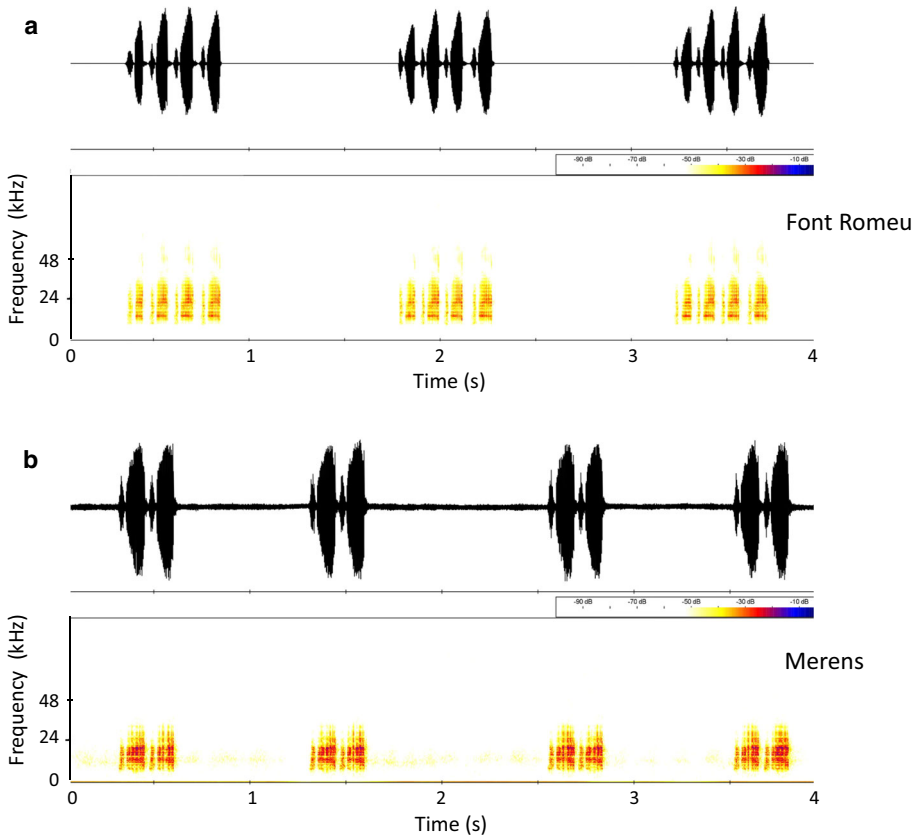 a
-90 dB -70 dB -50 dB -30 dB -10 dB
Font Romeu
Frequency (kHz)
48
24
0
0 1 2 3 4
Time (s)
b
-90 dB -70 dB -50 dB -30 dB -10 dB
Merens
Frequency (kHz)
48
24
0
0 1 2 3 4
Time (s)